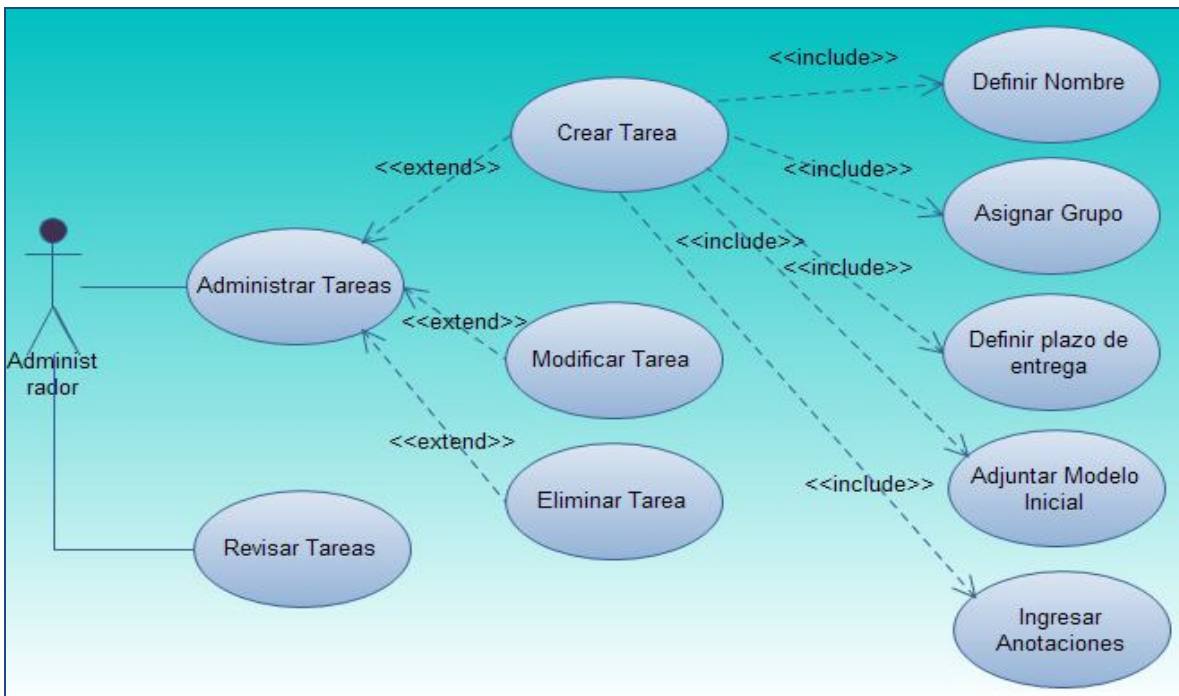 <<include>>
Definir Nombre
Crear Tarea
<<extend>>
<<include>>
Asignar Grupo
<<include>>
<<include>>
Administrar Tareas
<<extend>>
Modificar Tarea
Definir plazo de
entrega
Administ
rador
<<extend>>
Eliminar Tarea
<<include>>
Adjuntar Modelo
Inicial
Revisar Tareas
Ingresar
Anotaciones